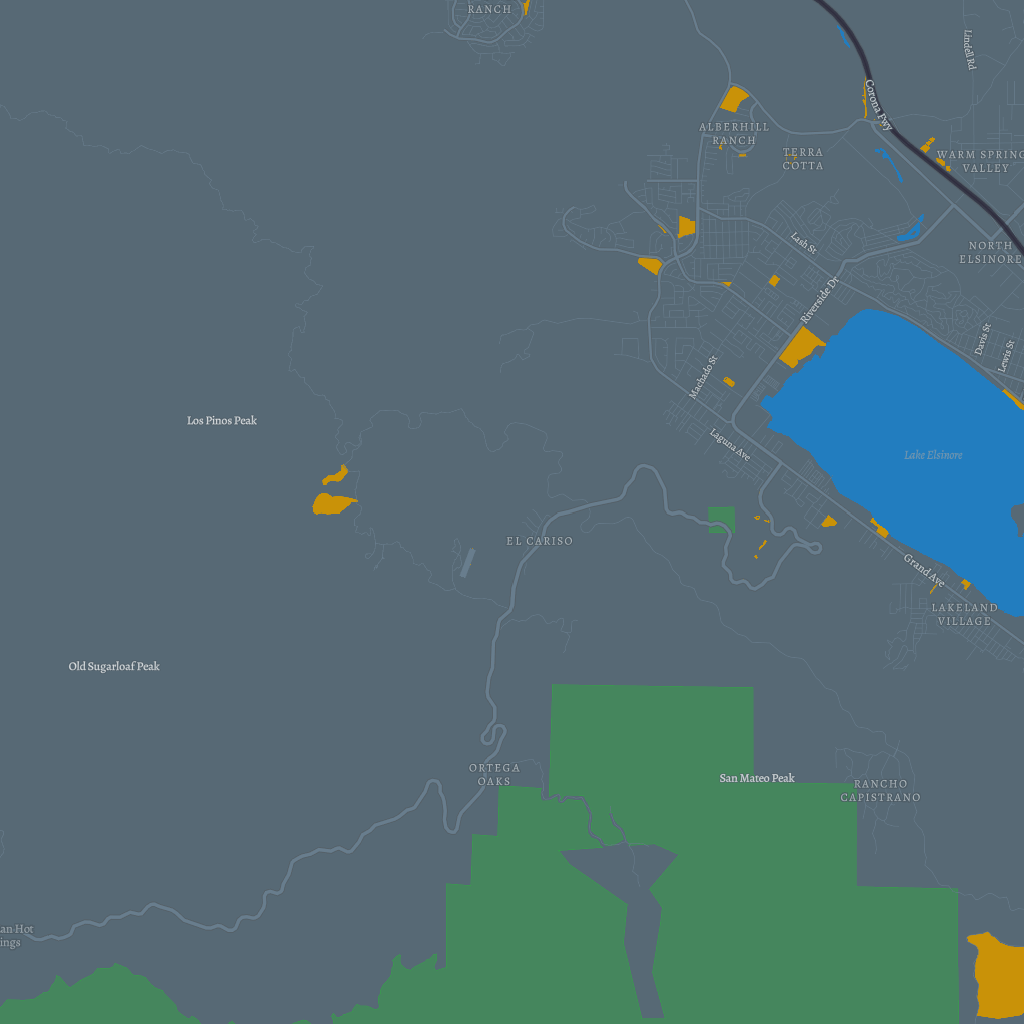 RANCH
Lindell Rd
Corona Fwy
ALBERHILL
RANCH
TERRA
COTTA
WARM SPRING
VALLEY
Lash St
NORTH
ELSINORE
Riverside Dr
Davis St
Lewis St
Machado St
Los Pinos Peak
Laguna Ave
Lake Elsinore
EL CARISO
Grand Ave
LAKELAND
VILLAGE
Old Sugarloaf Peak
ORTEGA
OAKS
San Mateo Peak
RANCHO
CAPISTRANO
an Hot
ings